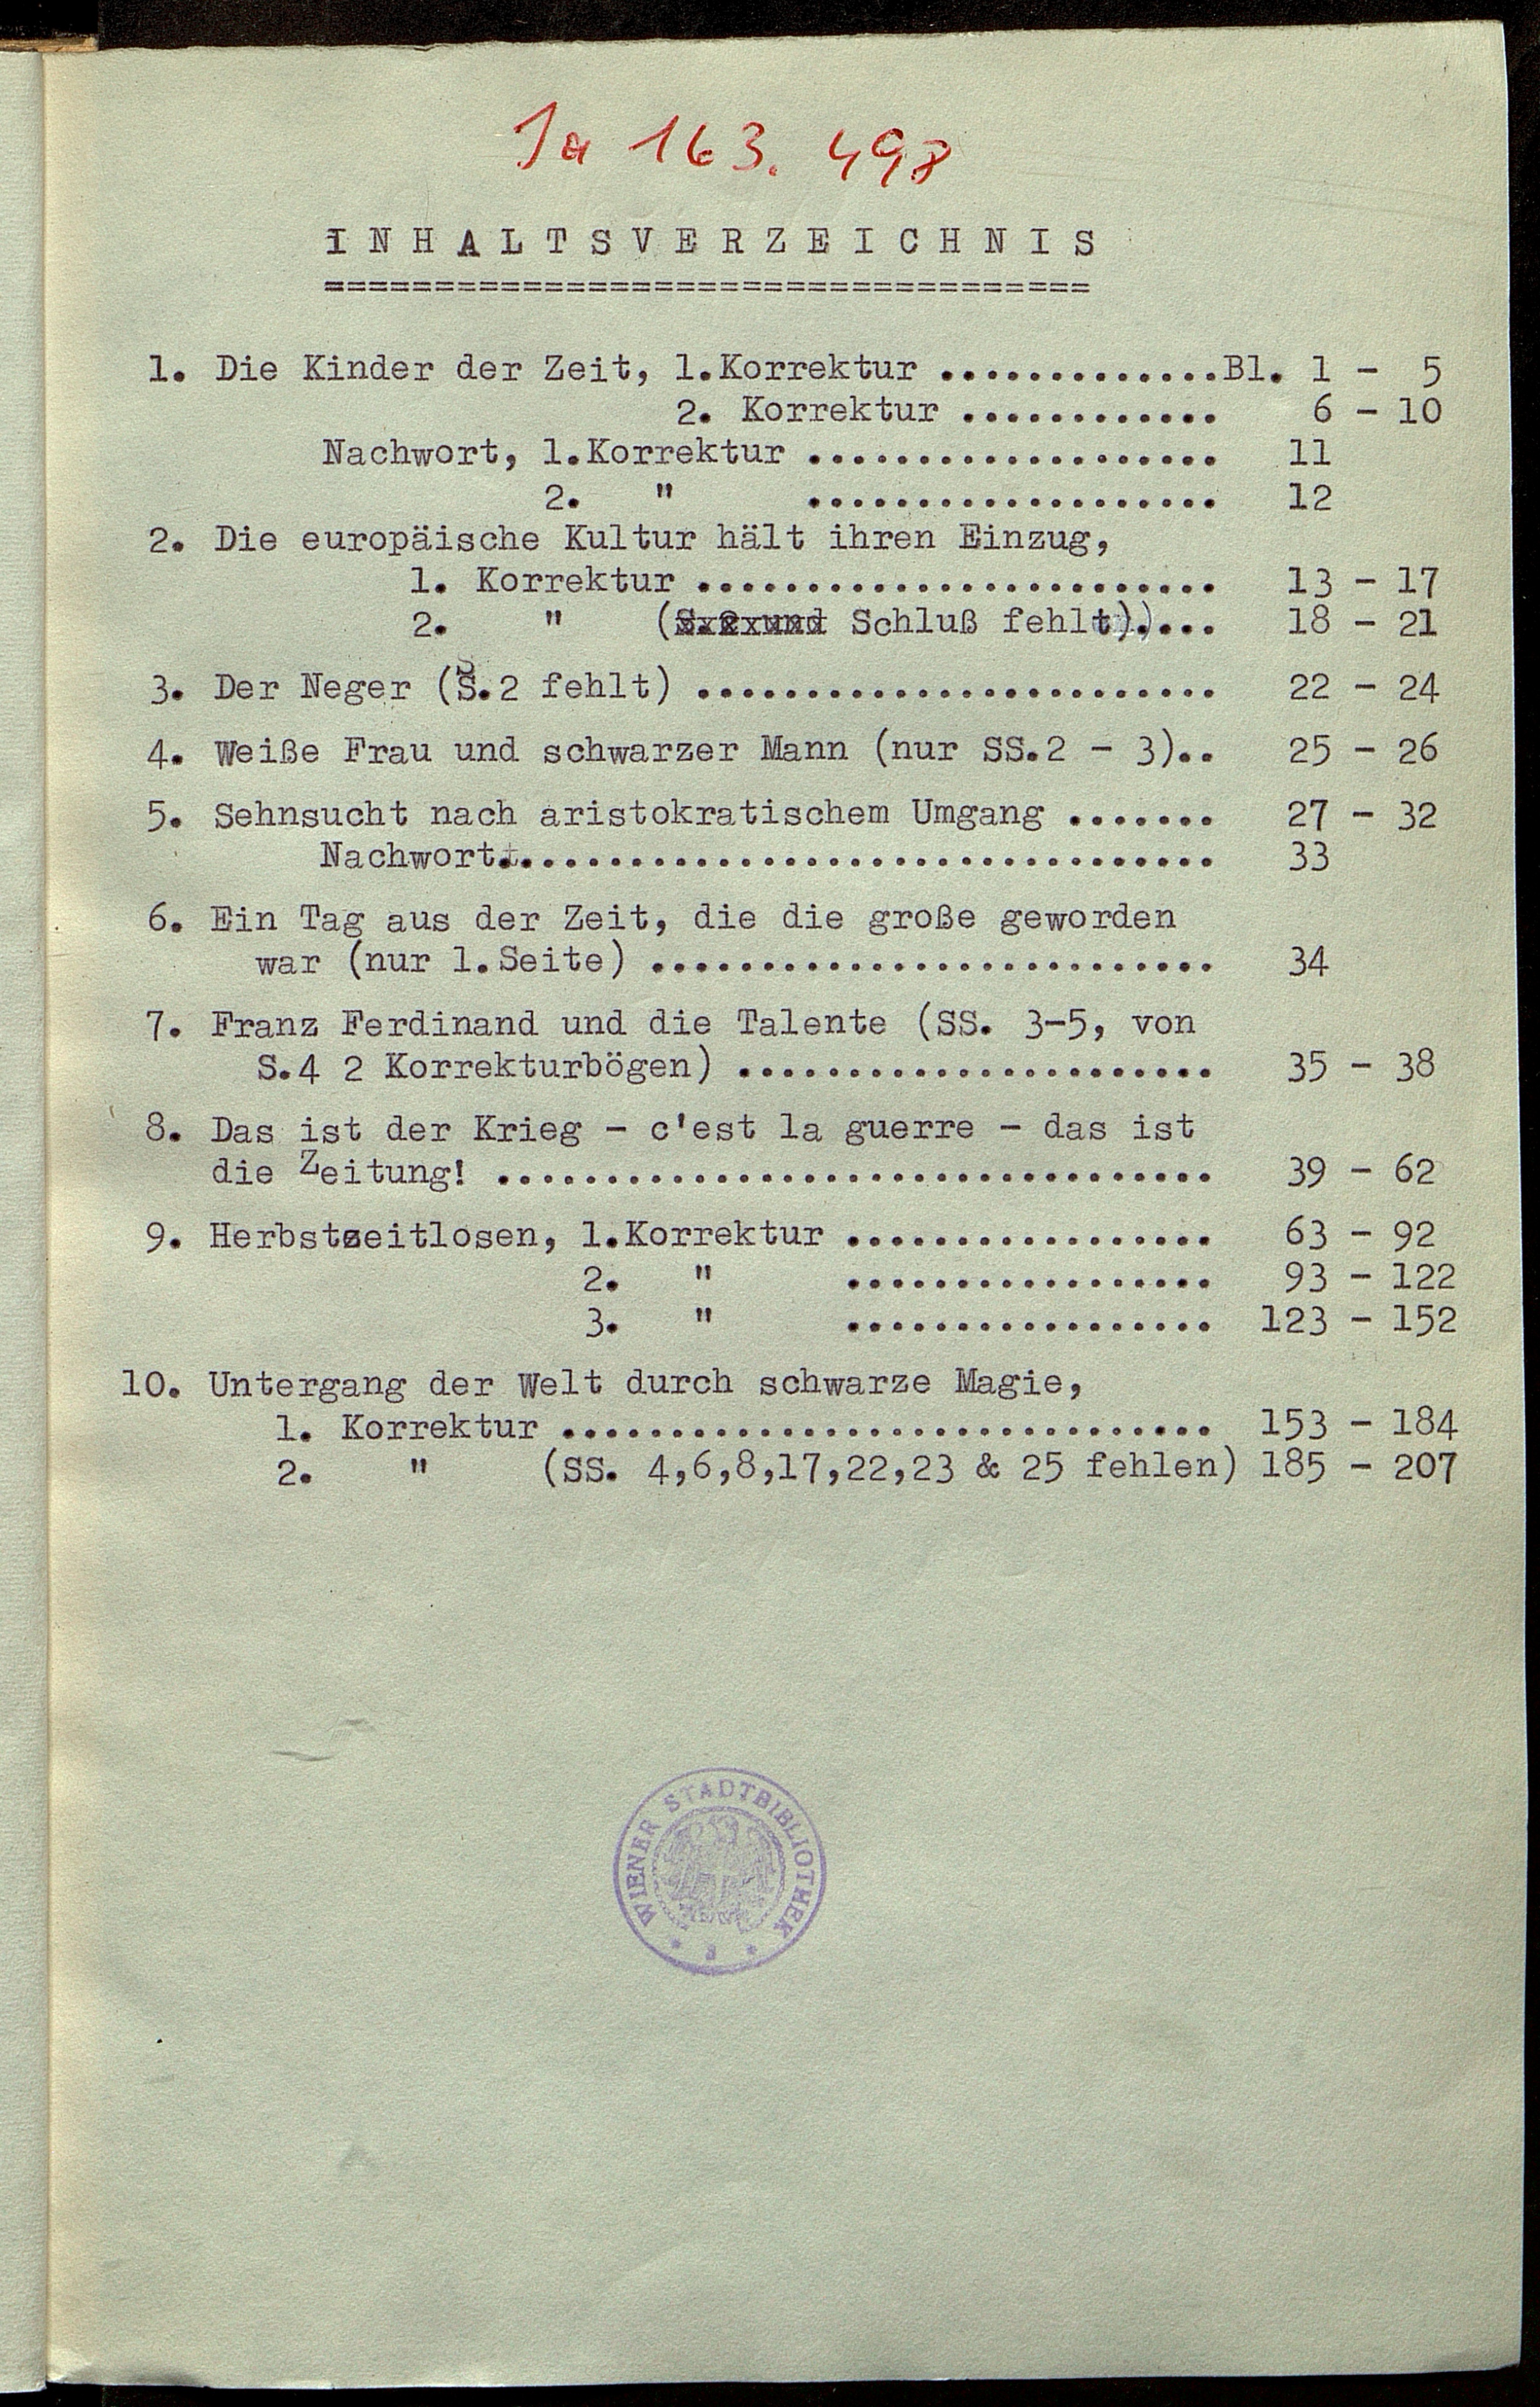 Ja 163.498
INHALTSVERZEICHNIS
===================================
1. Die Kinder der Zeit, 1.Korrektur .............Bl. 1 - 5
2. Korrektur ............ 6 - 10
Nachwort, 1.Korrektur ................... 11
2. " ................... 12
2. Die europäische Kultur hält ihren Einzug,
1. Korrektur ........................ 13 - 17
2. " (S.2 und Schluß fehlt).... 18 - 21
3. Der Neger (S.2 fehlt) ........................ 22 - 24
4. Weiße Frau und schwarzer Mann (nur SS.2 - 3).. 25 - 26
5. Sehnsucht nach aristokratischem Umgang ....... 27 - 32
Nachwort................................. 33
6. Ein Tag aus der Zeit, die die große geworden
war (nur 1.Seite) .......................... 34
7. Franz Ferdinand und die Talente (SS. 3-5, von
S.4 2 Korrekturbögen) ...................... 35 - 38
8. Das ist der Krieg - c'est la guerre - das ist
die Zeitung! ................................. 39 - 62
9. Herbstzeitlosen, 1.Korrektur ................. 63 - 92
2. " ................. 93 - 122
3. " ................. 123 - 152
10. Untergang der Welt durch schwarze Magie,
1. Korrektur .............................. 153 - 184
2. " (SS. 4,6,8,17,22,23 & 25 fehlen) 185 - 207
WIENER STADTBIBLIOTHEK